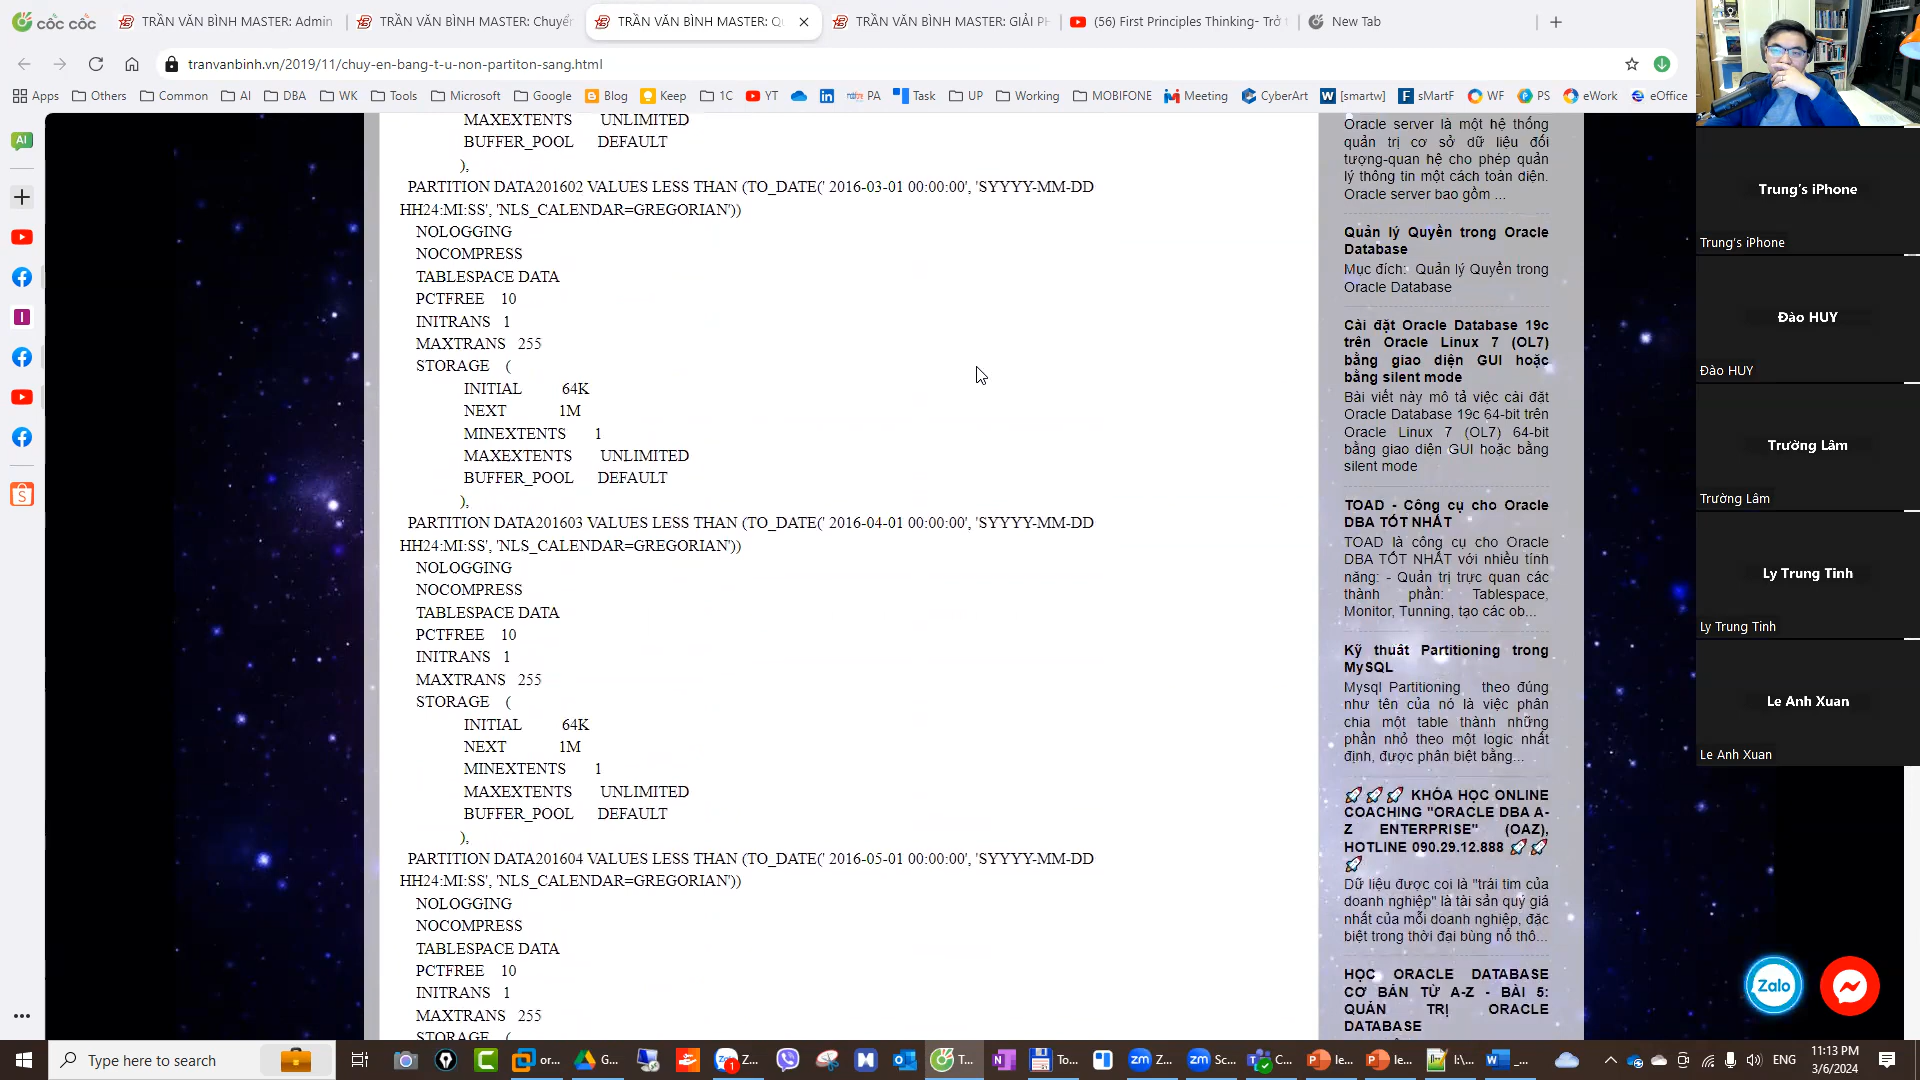 cốc cốc
TRẦN VĂN BÌNH MASTER: Admin
TRẦN VĂN BÌNH MASTER: Chuyển
TRẦN VĂN BÌNH MASTER: Q
TRẦN VĂN BÌNH MASTER: GIẢI PH
(56) First Principles Thinking- Trở t
New Tab
tranvanbinh.vn/2019/11/chuy-en-bang-t-u-non-partiton-sang.html
Apps
Others
Common
AI
DBA
WK
Tools
Microsoft
Google
Blog
Keep
1C
YT
PA
Task
UP
Working
MOBIFONE
Meeting
CyberArt
[smartw]
sMartF
WF
PS
eWork
eOffice
AI
MAXEXTENTS UNLIMITED
BUFFER_POOL DEFAULT
),
PARTITION DATA201602 VALUES LESS THAN (TO_DATE(' 2016-03-01 00:00:00', 'SYYYY-MM-DD
HH24:MI:SS', 'NLS_CALENDAR=GREGORIAN'))
NOLOGGING
NOCOMPRESS
TABLESPACE DATA
PCTFREE 10
INITRANS 1
MAXTRANS 255
STORAGE (
INITIAL 64K
NEXT 1M
MINEXTENTS 1
MAXEXTENTS UNLIMITED
BUFFER_POOL DEFAULT
),
PARTITION DATA201603 VALUES LESS THAN (TO_DATE(' 2016-04-01 00:00:00', 'SYYYY-MM-DD
HH24:MI:SS', 'NLS_CALENDAR=GREGORIAN'))
NOLOGGING
NOCOMPRESS
TABLESPACE DATA
PCTFREE 10
INITRANS 1
MAXTRANS 255
STORAGE (
INITIAL 64K
NEXT 1M
MINEXTENTS 1
MAXEXTENTS UNLIMITED
BUFFER_POOL DEFAULT
),
PARTITION DATA201604 VALUES LESS THAN (TO_DATE(' 2016-05-01 00:00:00', 'SYYYY-MM-DD
HH24:MI:SS', 'NLS_CALENDAR=GREGORIAN'))
NOLOGGING
NOCOMPRESS
TABLESPACE DATA
PCTFREE 10
INITRANS 1
MAXTRANS 255
STORAGE (
Oracle server là một hệ thống
quản trị cơ sở dữ liệu đối
tượng-quan hệ cho phép quản
lý thông tin một cách toàn diện.
Oracle server bao gồm ...
Quản lý Quyền trong Oracle
Database
Mục đích: Quản lý Quyền trong
Oracle Database
Cài đặt Oracle Database 19c
trên Oracle Linux 7 (OL7)
bằng giao diện GUI hoặc
bằng silent mode
Bài viết này mô tả việc cài đặt
Oracle Database 19c 64-bit trên
Oracle Linux 7 (OL7) 64-bit
bằng giao diện GUI hoặc bằng
silent mode
TOAD - Công cụ cho Oracle
DBA TỐT NHẤT
TOAD là công cụ cho Oracle
DBA TỐT NHẤT với nhiều tính
năng: - Quản trị trực quan các
thành phần: Tablespace,
Monitor, Tunning, tạo các ob...
Kỹ thuật Partitioning trong
MySQL
Mysql Partitioning theo đúng
như tên của nó là việc phân
chia một table thành những
phần nhỏ theo một logic nhất
định, được phân biệt bằng...
KHÓA HỌC ONLINE
COACHING "ORACLE DBA A-
Z ENTERPRISE" (OAZ),
HOTLINE 090.29.12.888
Dữ liệu được coi là "trái tim của
doanh nghiệp" là tài sản quý giá
nhất của mỗi doanh nghiệp, đặc
biệt trong thời đại bùng nổ thô...
HỌC ORACLE DATABASE
CƠ BẢN TỪ A-Z - BÀI 5:
QUẢN TRỊ ORACLE
DATABASE
Zalo
Trung's iPhone
Trung's iPhone
Đào HUY
Đào HUY
Trường Lâm
Trường Lâm
Ly Trung Tinh
Ly Trung Tinh
Le Anh Xuan
Le Anh Xuan
Type here to search
or...
G...
Z...
T...
To...
Z...
Sc...
C...
le...
le...
I:\...
_...
ENG
11:13 PM
3/6/2024